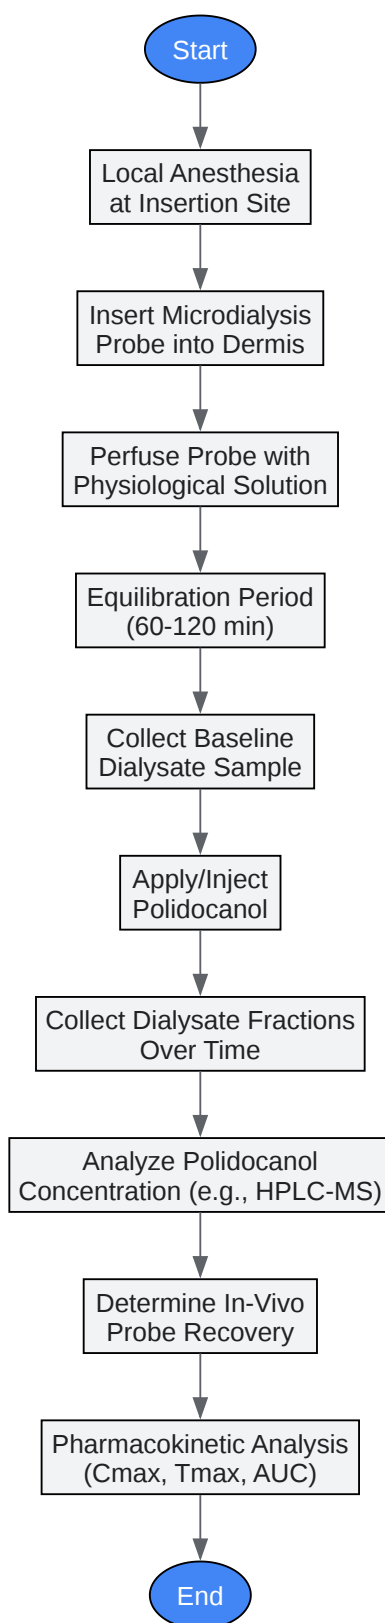 Start
Local Anesthesia
at Insertion Site
Insert Microdialysis
Probe into Dermis
Perfuse Probe with
Physiological Solution
Equilibration Period
(60-120 min)
Collect Baseline
Dialysate Sample
Apply/Inject
Polidocanol
Collect Dialysate Fractions
Over Time
Analyze Polidocanol
Concentration (e.g., HPLC-MS)
Determine In-Vivo
Probe Recovery
Pharmacokinetic Analysis
(Cmax, Tmax, AUC)
End